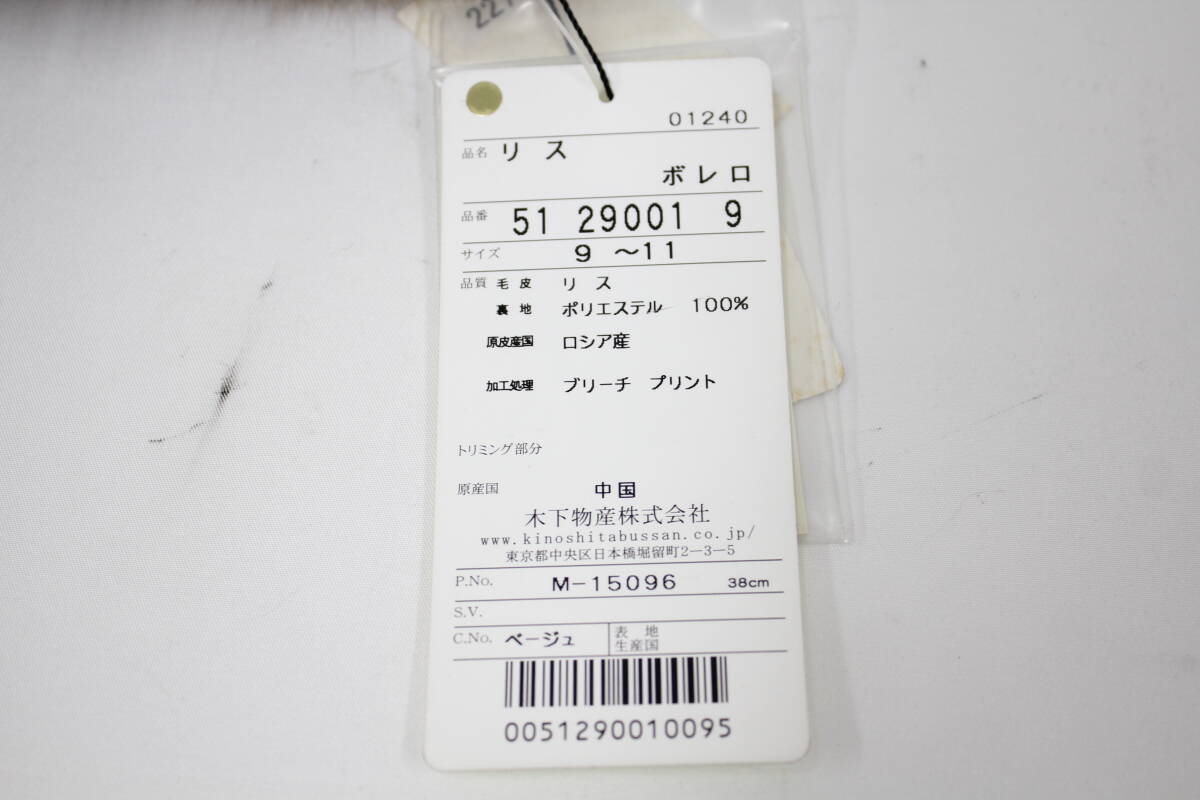 01240
品名 リ ス
ボレロ
品番 51 29001 9
サイズ 9 ～11
品質 毛 皮 リ ス
裏 地 ポリエステル 100%
原皮産国 ロシア産
加工処理 ブリーチ プリント
トリミング部分
原産国 中国
木下物産株式会社
www.kinoshitabussan.co.jp/
東京都中央区日本橋堀留町2−3−5
P.No. M−15096 38cm
S.V.
C.No. ベージュ 表 地
生産国
0051290010095